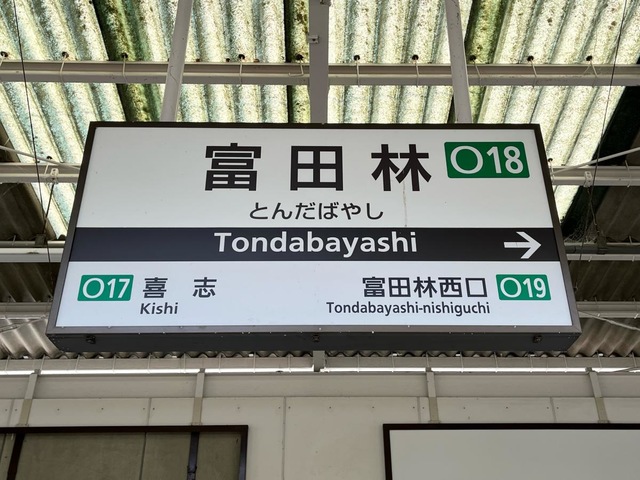 富田林 O18
とんだばやし
Tondabayashi →
O17 喜志 富田林西口 O19
Kishi Tondabayashi-nishiguchi